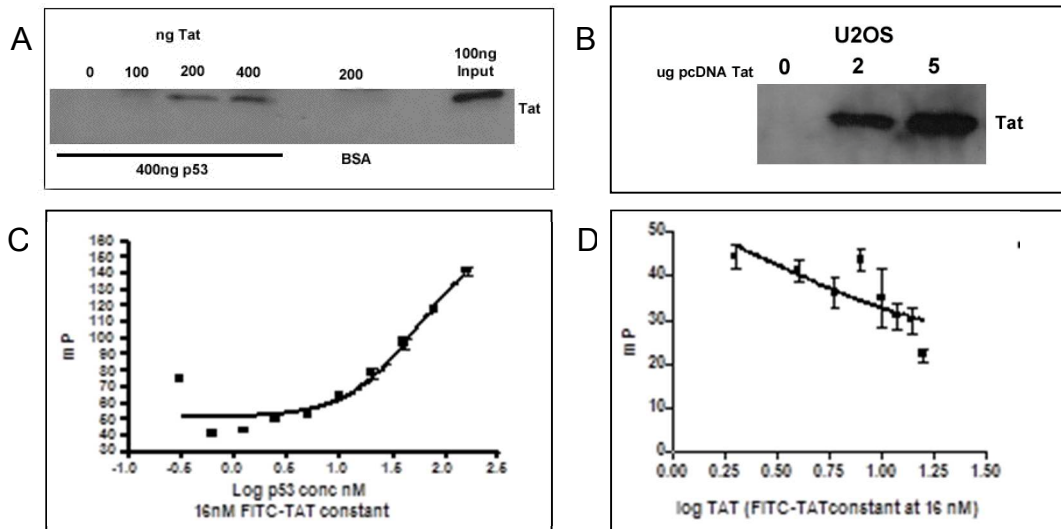 A
ng Tat
0 100 200 400 200 100ng Input
Tat
400ng p53
BSA
B
U2OS
ug pcDNA Tat 0 2 5
Tat
C
160
150
140
130
120
110
100
90
80
70
60
50
40
30
m P
-1.0 -0.5 0.0 0.5 1.0 1.5 2.0 2.5
Log p53 conc nM
16nM FITC-TAT constant
D
50
40
30
20
10
0
m P
0.00 0.25 0.50 0.75 1.00 1.25 1.50
log TAT (FITC-TATconstant at 16 nM)